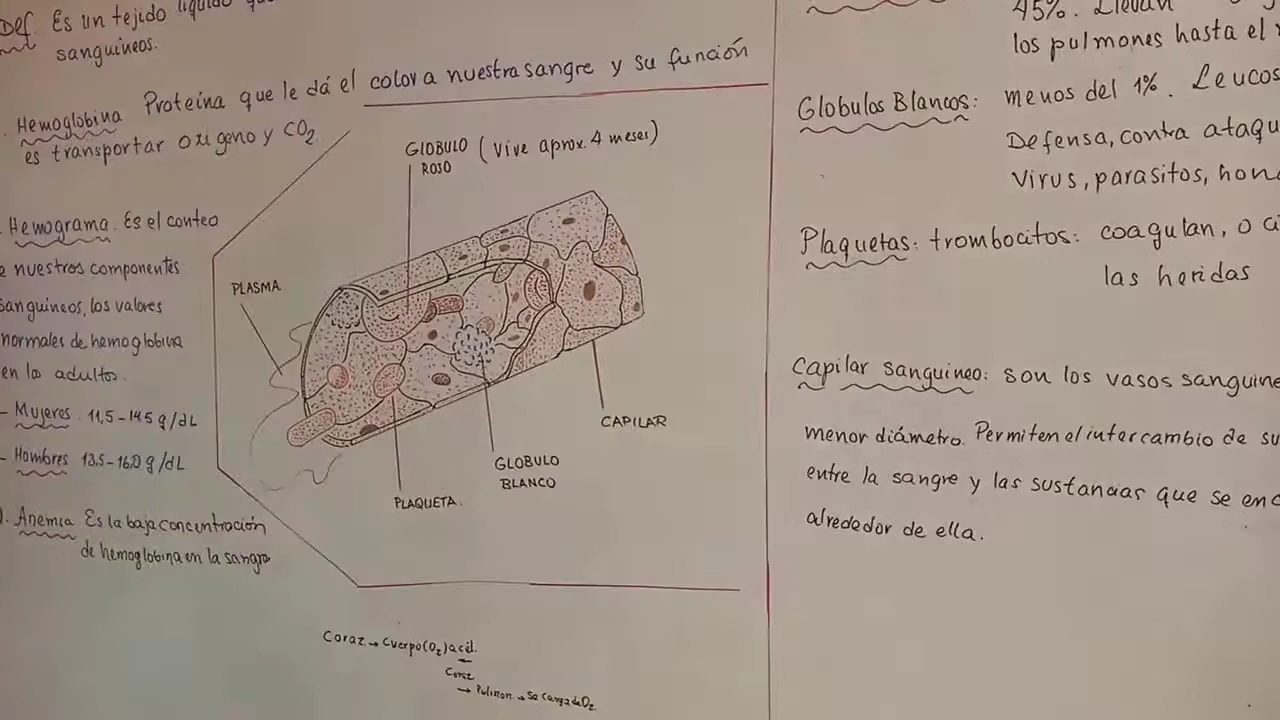 Def. Es un tejido líquido
sanguíneos.
Hemoglobina Proteína que le dá el color a nuestra sangre y su función
es transportar oxigeno y CO2.
Hemograma. Es el conteo
nuestros componentes
sanguíneos, los valores
normales de hemoglobina
en los adultos.
- Mujeres 11,5-14,5 g/dL
- Hombres 13,5-16,0 g/dL
Anemia Es la baja concentración
de hemoglobina en la sangre
GLOBULO (Vive aprox. 4 meses)
ROJO
PLASMA
CAPILAR
GLOBULO
BLANCO
PLAQUETA.
Coraz. → Cuerpo (O2) a cél.
Coraz
→ Pulmon. → Se carga de O2.
45%. Llevan
los pulmones hasta el
Globulos Blancos: menos del 1%. Leucos
Defensa, contra ataqu
Virus, parasitos, hon
Plaquetas: trombocitos: coagulan, o
las heridas
Capilar sanguineo: son los vasos sanguine
menor diámetro. Permiten el intercambio de su
entre la sangre y las sustancias que se enc
alrededor de ella.